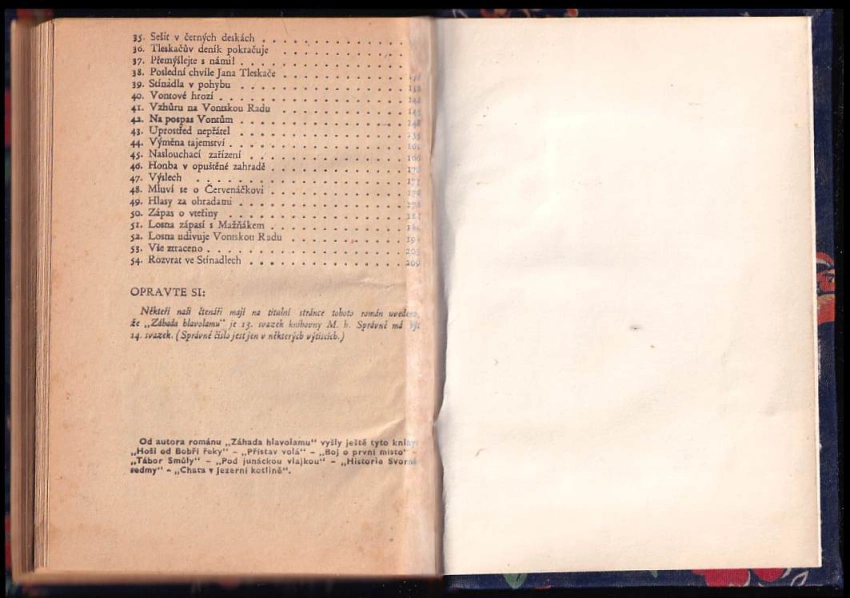 35. Sešit v černých deskách
36. Tleskačův deník pokračuje
37. Přemýšlejte s námi!
38. Poslední chvíle Jana Tleskače
39. Stínadla v pohybu
40. Vontové hrozí
41. Vzhůru na Vontskou Radu
42. Na pospas Vontům
43. Uprostřed nepřátel
44. Výměna tajemství
45. Naslouchací zařízení
46. Honba v opuštěné zahradě
47. Výslech
48. Mluví se o Červenáčkovi
49. Hlasy za ohradami
50. Zápas o vteřiny
51. Losna zápasí s Mažňákem
52. Losna udivuje Vontskou Radu
53. Vše ztraceno
54. Rozvrat ve Stínadlech 209
OPRAVTE SI:
Někteří naši čtenáři mají na titulní stránce tohoto román uvedeno,
že „Záhada hlavolamu“ je 13. svazek knihovny M. h. Správně má
14. svazek. (Správné číslo jest jen v některých výtiscích.)
Od autora románu „Záhada hlavolamu“ vyšly ještě tyto knihy:
„Hoši od Bobří řeky“ – „Přístav volá“ – „Boj o první místo“ –
„Tábor Smůly“ – „Pod junáckou vlajkou“ – „Historie Svorné
sedmy“ – „Chata v jezerní kotlině“.